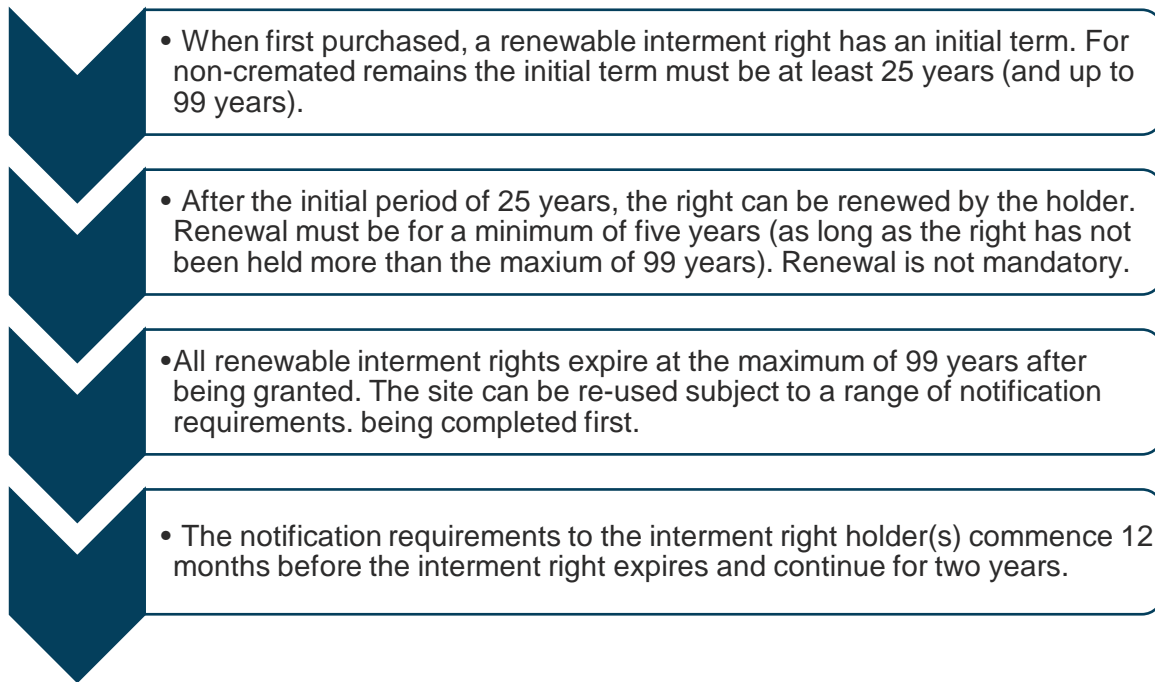 • When first purchased, a renewable interment right has an initial term. For
non-cremated remains the initial term must be at least 25 years (and up to
99 years).
• After the initial period of 25 years, the right can be renewed by the holder.
Renewal must be for a minimum of five years (as long as the right has not
been held more than the maxium of 99 years). Renewal is not mandatory.
•All renewable interment rights expire at the maximum of 99 years after
being granted. The site can be re-used subject to a range of notification
requirements. being completed first.
• The notification requirements to the interment right holder(s) commence 12
months before the interment right expires and continue for two years.